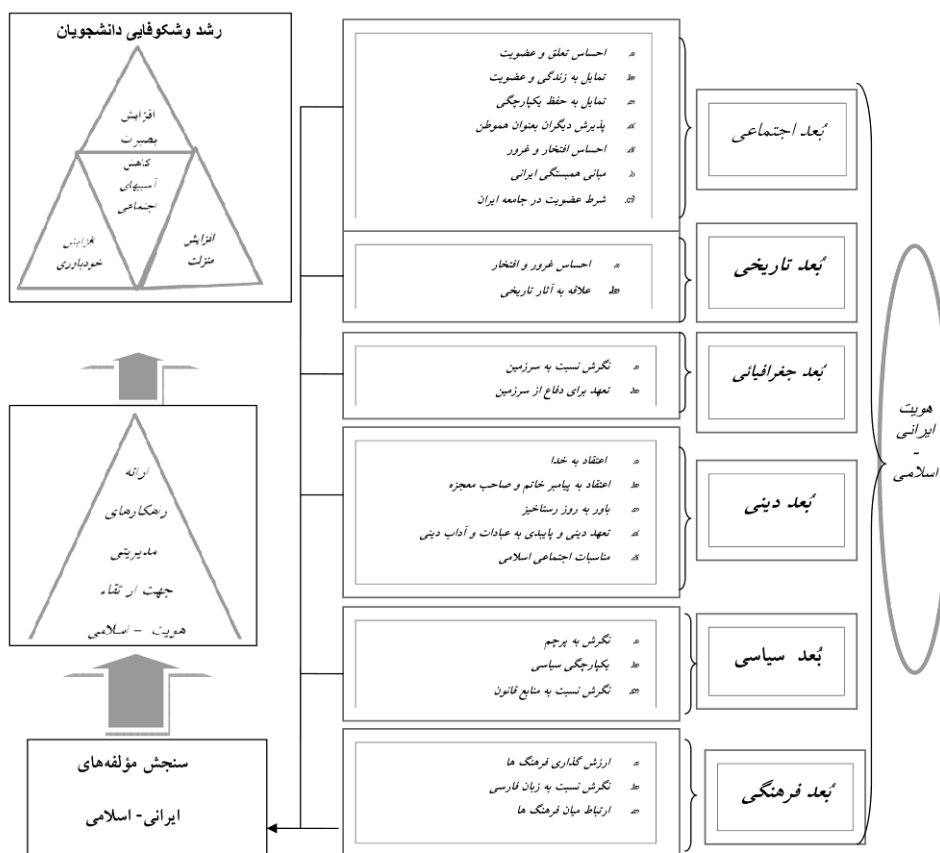 هویت
ایرانی
-
اسلامی
بُعد اجتماعی
احساس تعلق و عضویت
تمایل به زندگی و عضویت
تمایل به حفظ یکپارچگی
پذیرش دیگران بعنوان هموطن
احساس افتخار و غرور
مبانی همبستگی ایرانی
شرط عضویت در جامعه ایران
بُعد تاریخی
احساس غرور و افتخار
علاقه به آثار تاریخی
بُعد جغرافیائی
نگرش نسبت به سرزمین
تعهد برای دفاع از سرزمین
بُعد دینی
اعتقاد به خدا
اعتقاد به پیامبر خاتم و صاحب معجزه
باور به روز رستاخیز
تعهد دینی و پایبدی به عبادات و آداب دینی
مناسبات اجتماعی اسلامی
بُعد سیاسی
نگرش به پرچم
یکپارچگی سیاسی
نگرش نسبت به منابع قانون
بُعد فرهنگی
ارزش گذاری فرهنگ ها
نگرش نسبت به زبان فارسی
ارتباط میان فرهنگ ها
سنجش مؤلفه‌های
ایرانی- اسلامی
ارائه
راهکارهای
مدیریتی
جهت ارتقاء
هویت - اسلامی
رشد وشکوفایی دانشجویان
افزایش
بصیرت
کاهش
آسیبهای
اجتماعی
افزایش
منزلت
افزایش
خودباوری